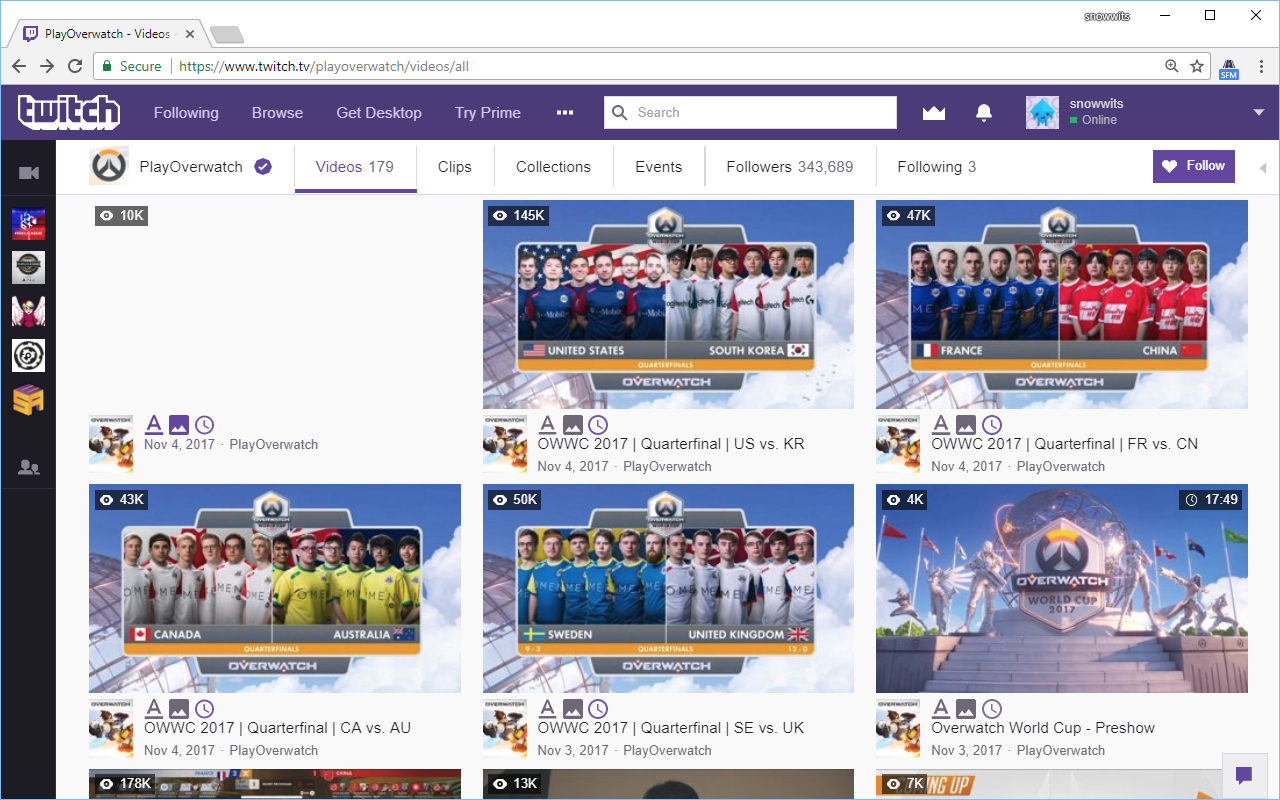 snowwits
PlayOverwatch - Videos
Secure
https://www.twitch.tv/playoverwatch/videos/all
SFM
twitch
Following
Browse
Get Desktop
Try Prime
Search
snowwits
Online
PlayOverwatch
Videos 179
Clips
Collections
Events
Followers 343,689
Following 3
Follow
10K
145K
UNITED STATES
SOUTH KOREA
QUARTERFINALS
OVERWATCH
47K
FRANCE
CHINA
QUARTERFINALS
OVERWATCH
A
Nov 4, 2017 · PlayOverwatch
A
OWWC 2017 | Quarterfinal | US vs. KR
Nov 4, 2017 · PlayOverwatch
A
OWWC 2017 | Quarterfinal | FR vs. CN
Nov 4, 2017 · PlayOverwatch
43K
CANADA
AUSTRALIA
QUARTERFINALS
OVERWATCH
50K
SWEDEN
UNITED KINGDOM
9 - 3
QUARTERFINALS
12 - 0
OVERWATCH
4K
17:49
OVERWATCH
WORLD CUP
2017
A
OWWC 2017 | Quarterfinal | CA vs. AU
Nov 4, 2017 · PlayOverwatch
A
OWWC 2017 | Quarterfinal | SE vs. UK
Nov 3, 2017 · PlayOverwatch
A
Overwatch World Cup - Preshow
Nov 3, 2017 · PlayOverwatch
178K
FRANCE
2
1
CHINA
13K
7K
ING UP